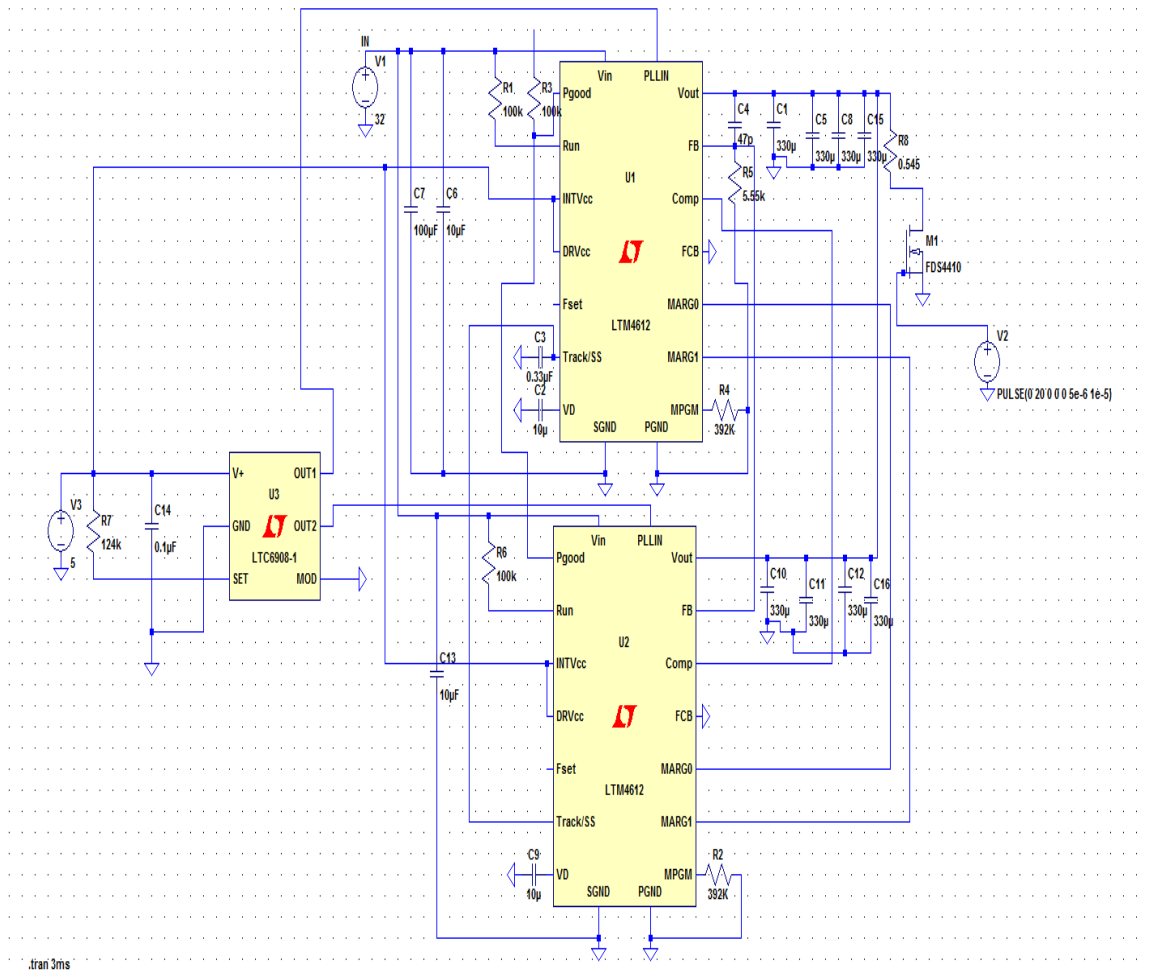 IN
V1
32
R1
100k
R3
100k
Vin
PLLIN
Pgood
Run
INTVcc
DRVcc
Fset
Track/SS
VD
SGND
PGND
U1
LTM4612
Vout
FB
Comp
FCB
MARG0
MARG1
MPGM
C4
47p
C1
330µ
C5
330µ
C8
330µ
C15
330µ
R8
0.545
R5
5.55k
M1
FDS4410
V2
PULSE(0 20 0 0 0 5e-6 1e-5)
C7
100µF
C6
10µF
C3
0.33µF
C2
10µ
R4
392K
V3
5
R7
124k
C14
0.1µF
V+
GND
SET
OUT1
OUT2
MOD
U3
LTC6908-1
R6
100k
C13
10µF
Vin
PLLIN
Pgood
Run
INTVcc
DRVcc
Fset
Track/SS
VD
SGND
PGND
U2
LTM4612
Vout
FB
Comp
FCB
MARG0
MARG1
MPGM
C10
330µ
C11
330µ
C12
330µ
C16
330µ
C9
10µ
R2
392K
.tran 3ms